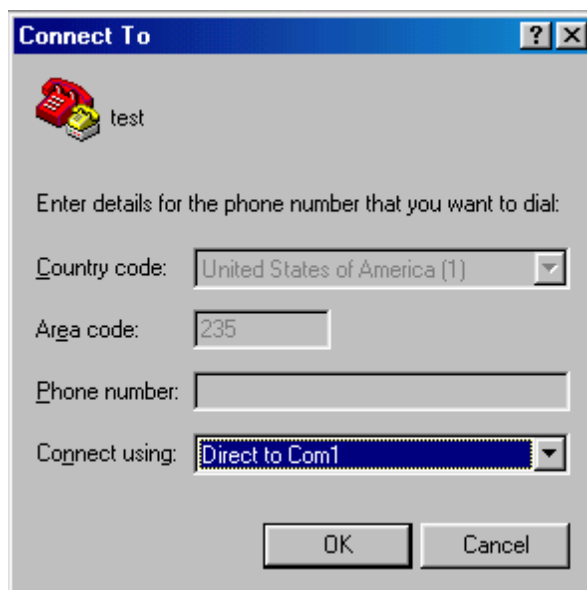 Connect To
test
Enter details for the phone number that you want to dial:
Country code: United States of America (1)
Area code: 235
Phone number:
Connect using: Direct to Com1
OK Cancel